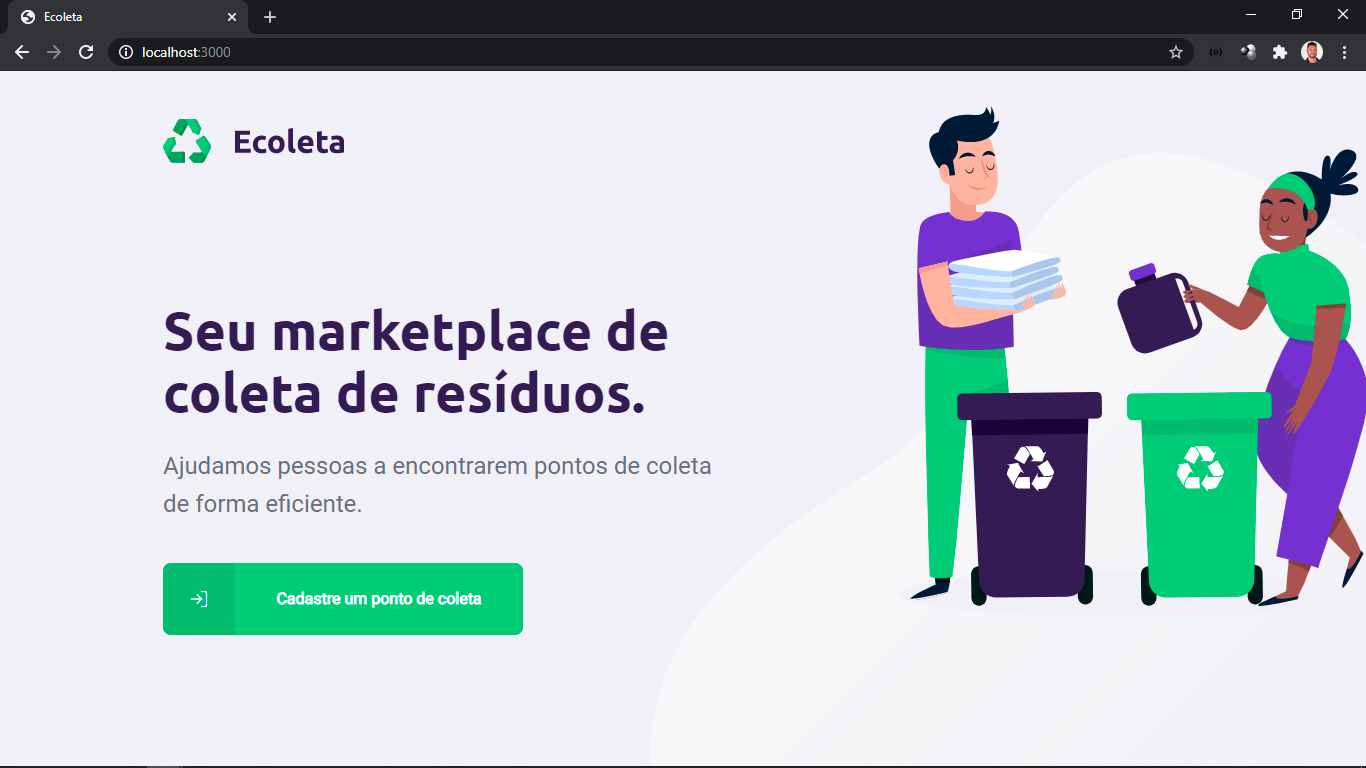 Ecoleta
localhost:3000
Ecoleta
Seu marketplace de
coleta de resíduos.
Ajudamos pessoas a encontrarem pontos de coleta
de forma eficiente.
Cadastre um ponto de coleta